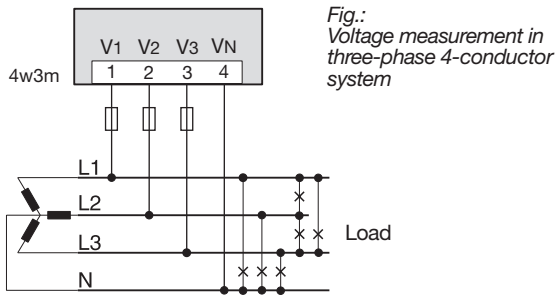 Fig.:
Voltage measurement in
three-phase 4-conductor
system
V1 V2 V3 VN
4w3m 1 2 3 4
L1
L2
L3
N
Load